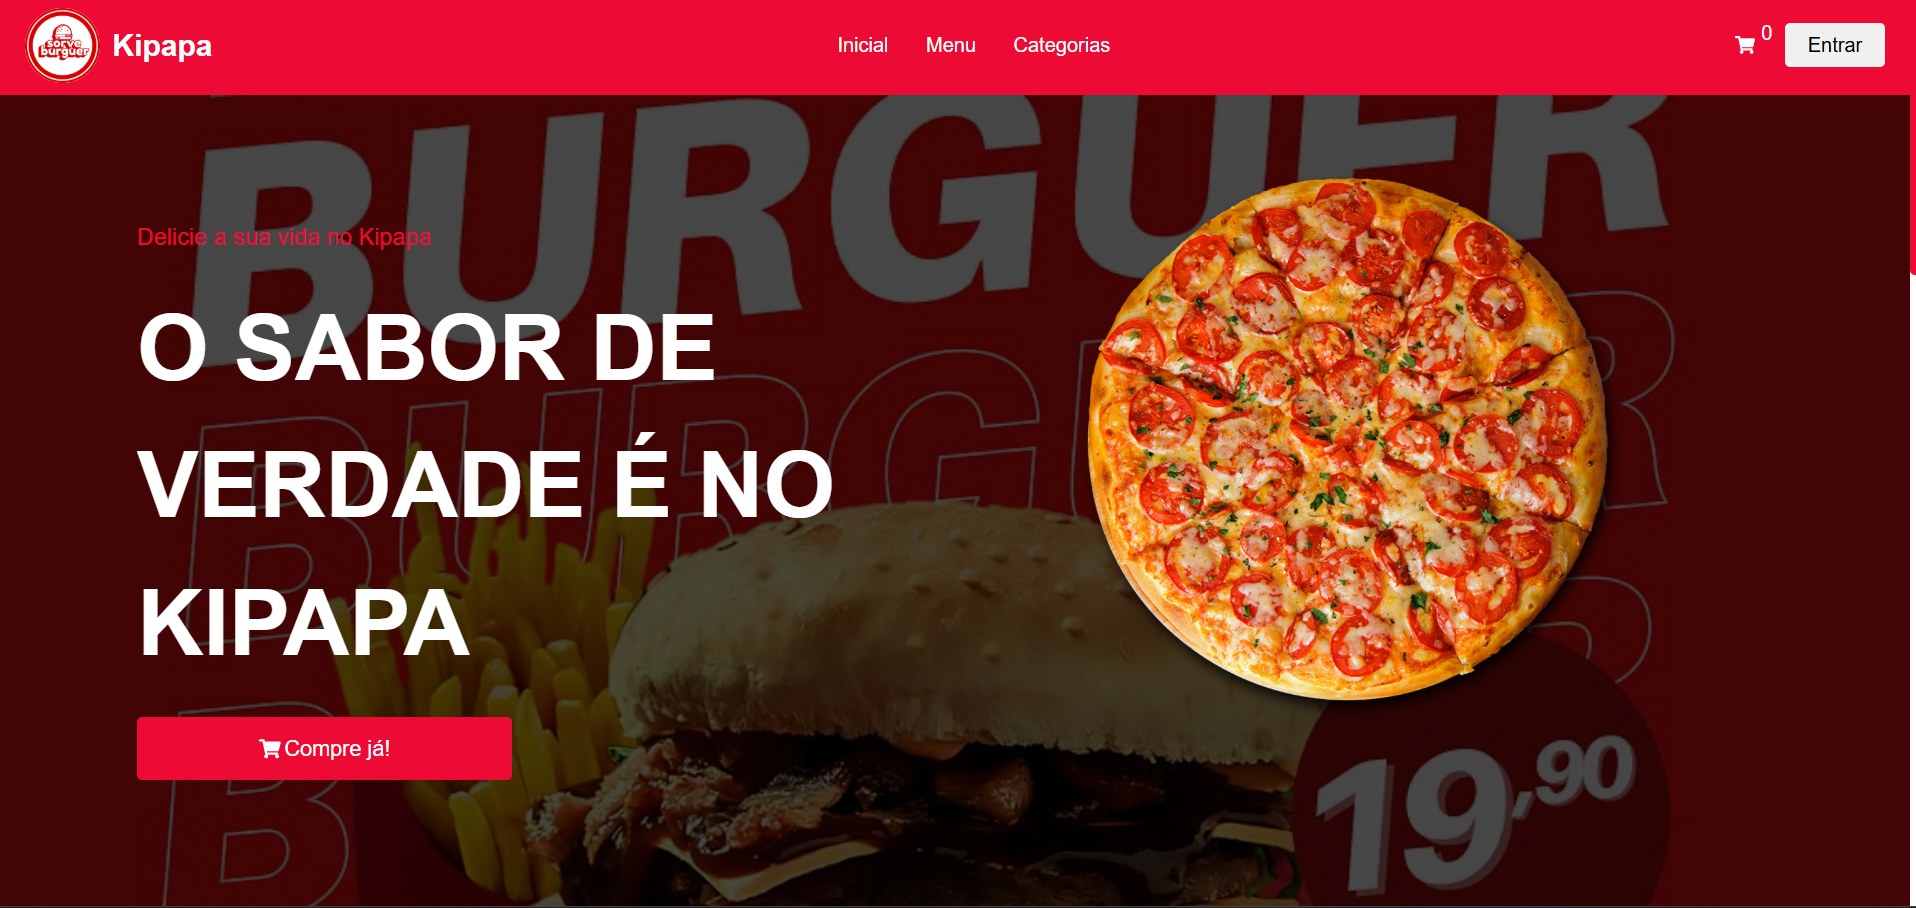 sorve
burguer
Kipapa
Inicial
Menu
Categorias
0
Entrar
BURGUER
Delicie a sua vida no Kipapa
BURGUER
O SABOR DE
VERDADE É NO
KIPAPA
Compre já!
19,90